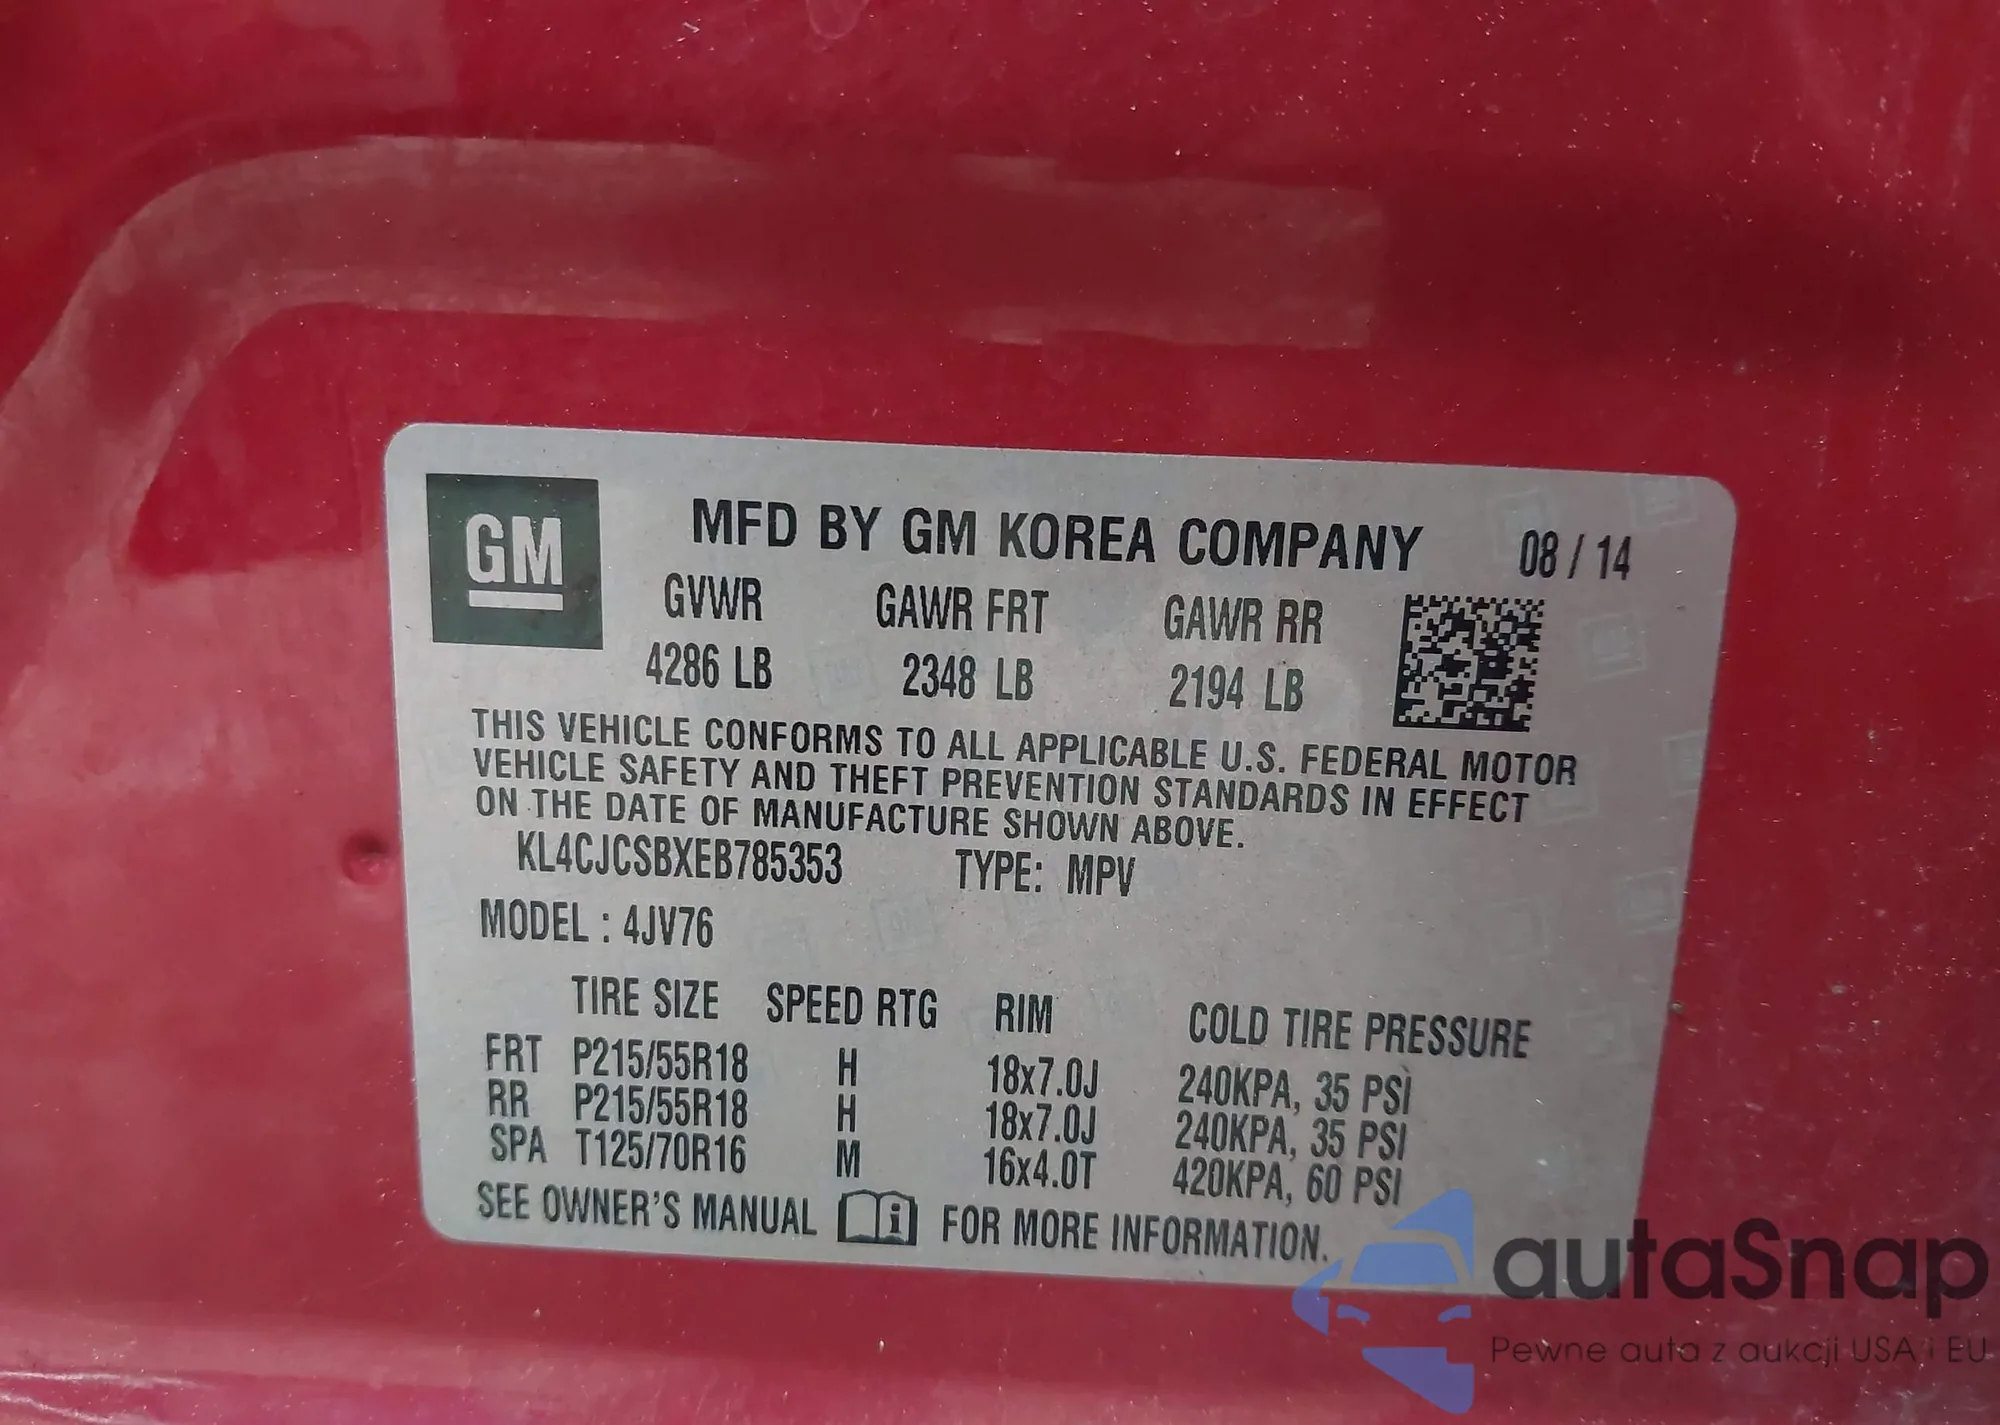 GM
MFD BY GM KOREA COMPANY 08 / 14
GVWR GAWR FRT GAWR RR
4286 LB 2348 LB 2194 LB
THIS VEHICLE CONFORMS TO ALL APPLICABLE U.S. FEDERAL MOTOR
VEHICLE SAFETY AND THEFT PREVENTION STANDARDS IN EFFECT
ON THE DATE OF MANUFACTURE SHOWN ABOVE.
KL4CJCSBXEB785353 TYPE: MPV
MODEL : 4JV76
TIRE SIZE SPEED RTG RIM COLD TIRE PRESSURE
FRT P215/55R18 H 18x7.0J 240KPA, 35 PSI
RR P215/55R18 H 18x7.0J 240KPA, 35 PSI
SPA T125/70R16 M 16x4.0T 420KPA, 60 PSI
SEE OWNER'S MANUAL i FOR MORE INFORMATION.
autaSnap
Pewne auta z aukcji USA i EU